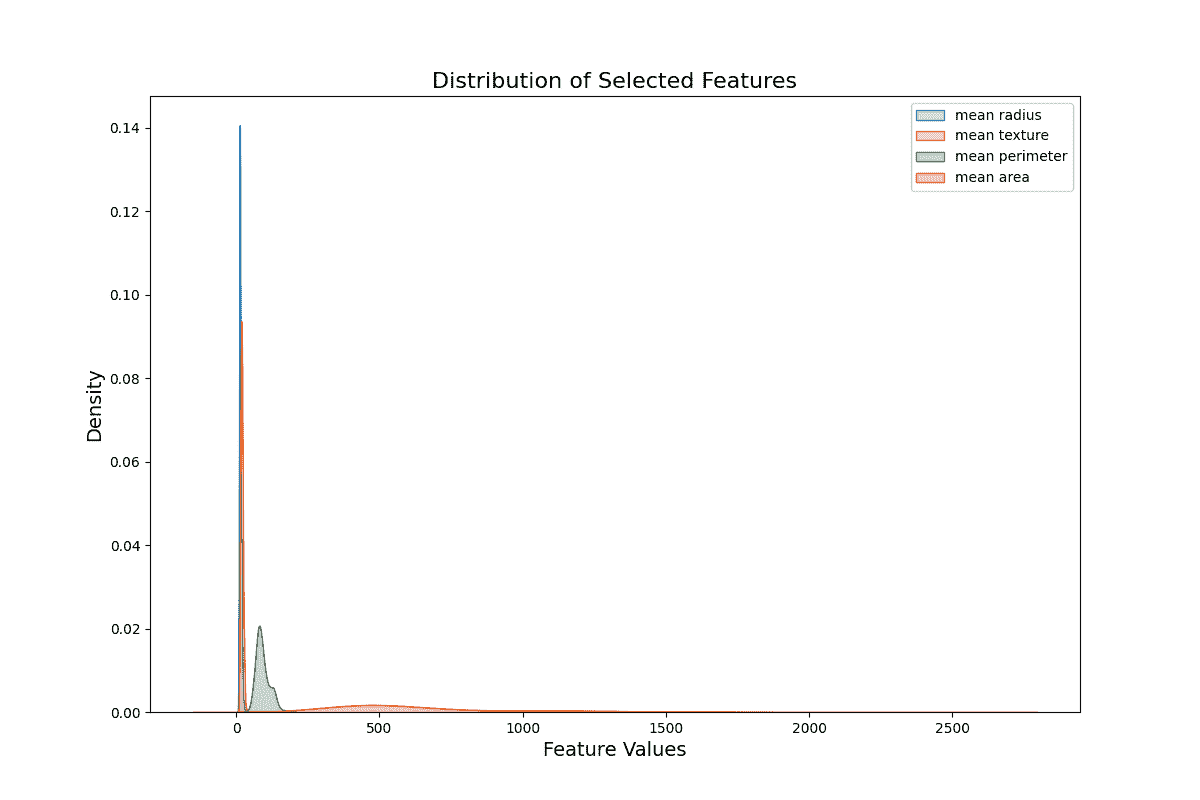 Distribution of Selected Features
mean radius
mean texture
mean perimeter
mean area
0.14
0.12
0.10
0.08
0.06
0.04
0.02
0.00
Density
0
500
1000
1500
2000
2500
Feature Values